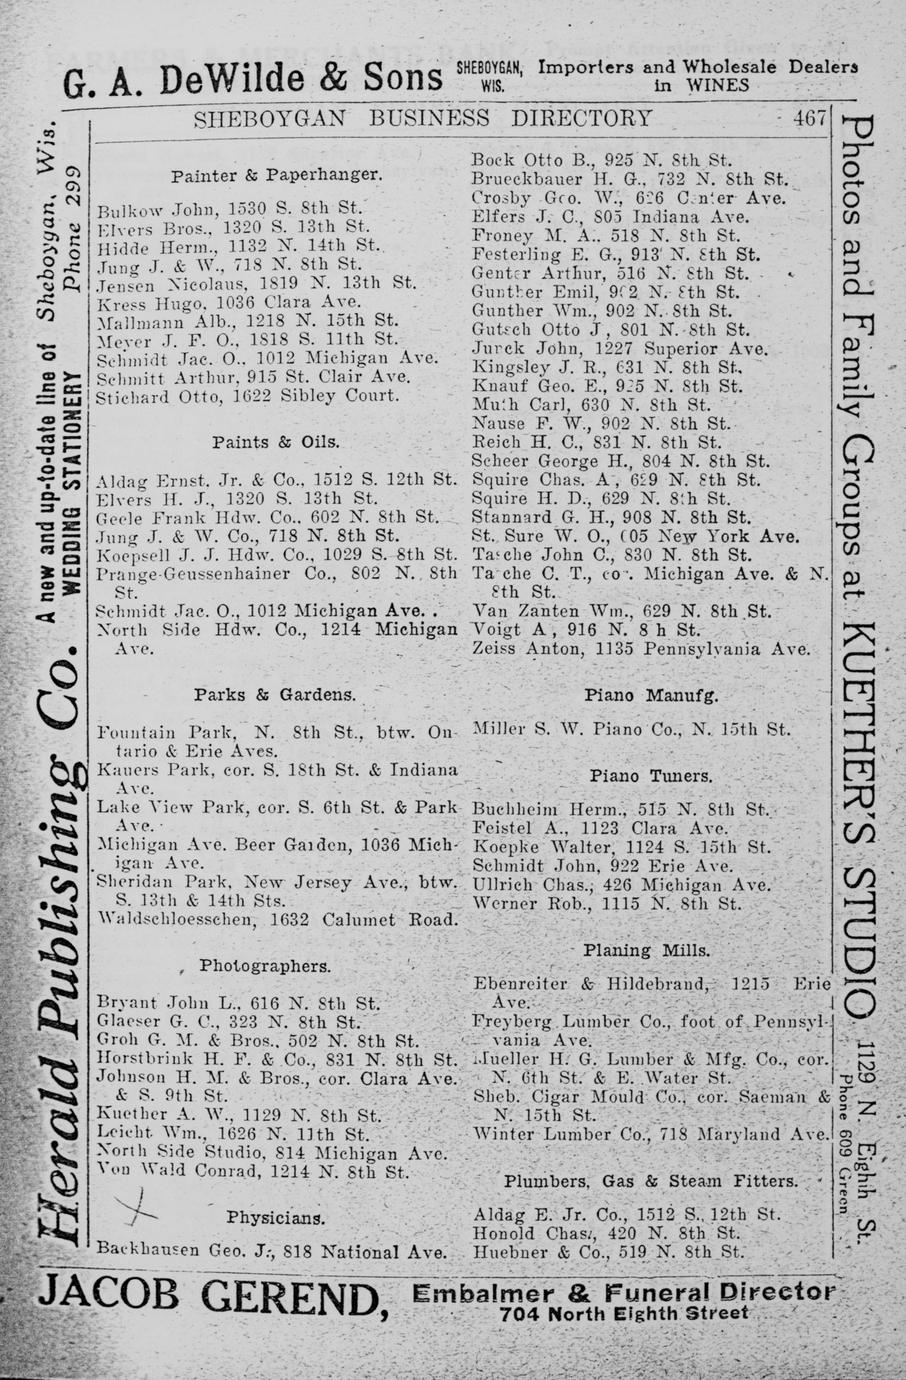 G. A. DeWilde & Sons SHEBOYGAN, WIS. Importers and Wholesale Dealers in WINES
SHEBOYGAN BUSINESS DIRECTORY 467
Painter & Paperhanger.
Bulkow John, 1530 S. 8th St.
Elvers Bros., 1320 S. 13th St.
Hidde Herm., 1132 N. 14th St.
Jung J. & W., 718 N. 8th St.
Jensen Nicolaus, 1819 N. 13th St.
Kress Hugo, 1036 Clara Ave.
Mallmann Alb., 1218 N. 15th St.
Meyer J. F. O., 1818 S. 11th St.
Schmidt Jac. O., 1012 Michigan Ave.
Schmitt Arthur, 915 St. Clair Ave.
Stichard Otto, 1622 Sibley Court.
Paints & Oils.
Aldag Ernst, Jr. & Co., 1512 S. 12th St.
Elvers H. J., 1320 S. 13th St.
Geele Frank Hdw. Co., 602 N. 8th St.
Jung J. & W. Co., 718 N. 8th St.
Koepsell J. J. Hdw. Co., 1029 S. 8th St.
Prange-Geussenhainer Co., 802 N. 8th
St.
Schmidt Jac. O., 1012 Michigan Ave.
North Side Hdw. Co., 1214 Michigan
Ave.
Parks & Gardens.
Fountain Park, N. 8th St., btw. On-
tario & Erie Aves.
Kauers Park, cor. S. 18th St. & Indiana
Ave.
Lake View Park, cor. S. 6th St. & Park
Ave.
Michigan Ave. Beer Garden, 1036 Mich-
igan Ave.
Sheridan Park, New Jersey Ave., btw.
S. 13th & 14th Sts.
Waldschloesschen, 1632 Calumet Road.
Photographers.
Bryant John L., 616 N. 8th St.
Glaeser G. C., 323 N. 8th St.
Groh G. M. & Bros., 502 N. 8th St.
Horstbrink H. F. & Co., 831 N. 8th St.
Johnson H. M. & Bros., cor. Clara Ave.
& S. 9th St.
Kuether A. W., 1129 N. 8th St.
Leicht Wm., 1626 N. 11th St.
North Side Studio, 814 Michigan Ave.
Von Wald Conrad, 1214 N. 8th St.
Physicians.
Backhausen Geo. J., 818 National Ave.
Bock Otto B., 925 N. 8th St.
Brueckbauer H. G., 732 N. 8th St.
Crosby Geo. W., 626 Center Ave.
Elfers J. C., 805 Indiana Ave.
Froney M. A., 518 N. 8th St.
Festerling E. G., 913 N. 8th St.
Genter Arthur, 516 N. 8th St.
Gunther Emil, 902 N. 8th St.
Gunther Wm., 902 N. 8th St.
Gutsch Otto J, 801 N. 8th St.
Jurck John, 1227 Superior Ave.
Kingsley J. R., 631 N. 8th St.
Knauf Geo. E., 925 N. 8th St.
Muth Carl, 630 N. 8th St.
Nause F. W., 902 N. 8th St.
Reich H. C., 831 N. 8th St.
Scheer George H., 804 N. 8th St.
Squire Chas. A, 629 N. 8th St.
Squire H. D., 629 N. 8th St.
Stannard G. H., 908 N. 8th St.
St. Sure W. O., 605 New York Ave.
Tasche John C., 830 N. 8th St.
Tasche C. T., cor. Michigan Ave. & N.
8th St.
Van Zanten Wm., 629 N. 8th St.
Voigt A, 916 N. 8th St.
Zeiss Anton, 1135 Pennsylvania Ave.
Piano Manufg.
Miller S. W. Piano Co., N. 15th St.
Piano Tuners.
Buchheim Herm., 515 N. 8th St.
Feistel A., 1123 Clara Ave.
Koepke Walter, 1124 S. 15th St.
Schmidt John, 922 Erie Ave.
Ullrich Chas., 426 Michigan Ave.
Werner Rob., 1115 N. 8th St.
Planing Mills.
Ebenreiter & Hildebrand, 1215 Erie
Ave.
Freyberg Lumber Co., foot of Pennsyl-
vania Ave.
Mueller H. G. Lumber & Mfg. Co., cor.
N. 6th St. & E. Water St.
Sheb. Cigar Mould Co., cor. Saeman &
N. 15th St.
Winter Lumber Co., 718 Maryland Ave.
Plumbers, Gas & Steam Fitters.
Aldag E. Jr. Co., 1512 S. 12th St.
Honold Chas., 420 N. 8th St.
Huebner & Co., 519 N. 8th St.
Herald Publishing Co. A new and up-to-date line of WEDDING STATIONERY Sheboygan, Wis. Phone 299
Photos and Family Groups at KUETHER'S STUDIO 1129 N. Eighth St. Phone 609 Green
JACOB GEREND, Embalmer & Funeral Director
704 North Eighth Street